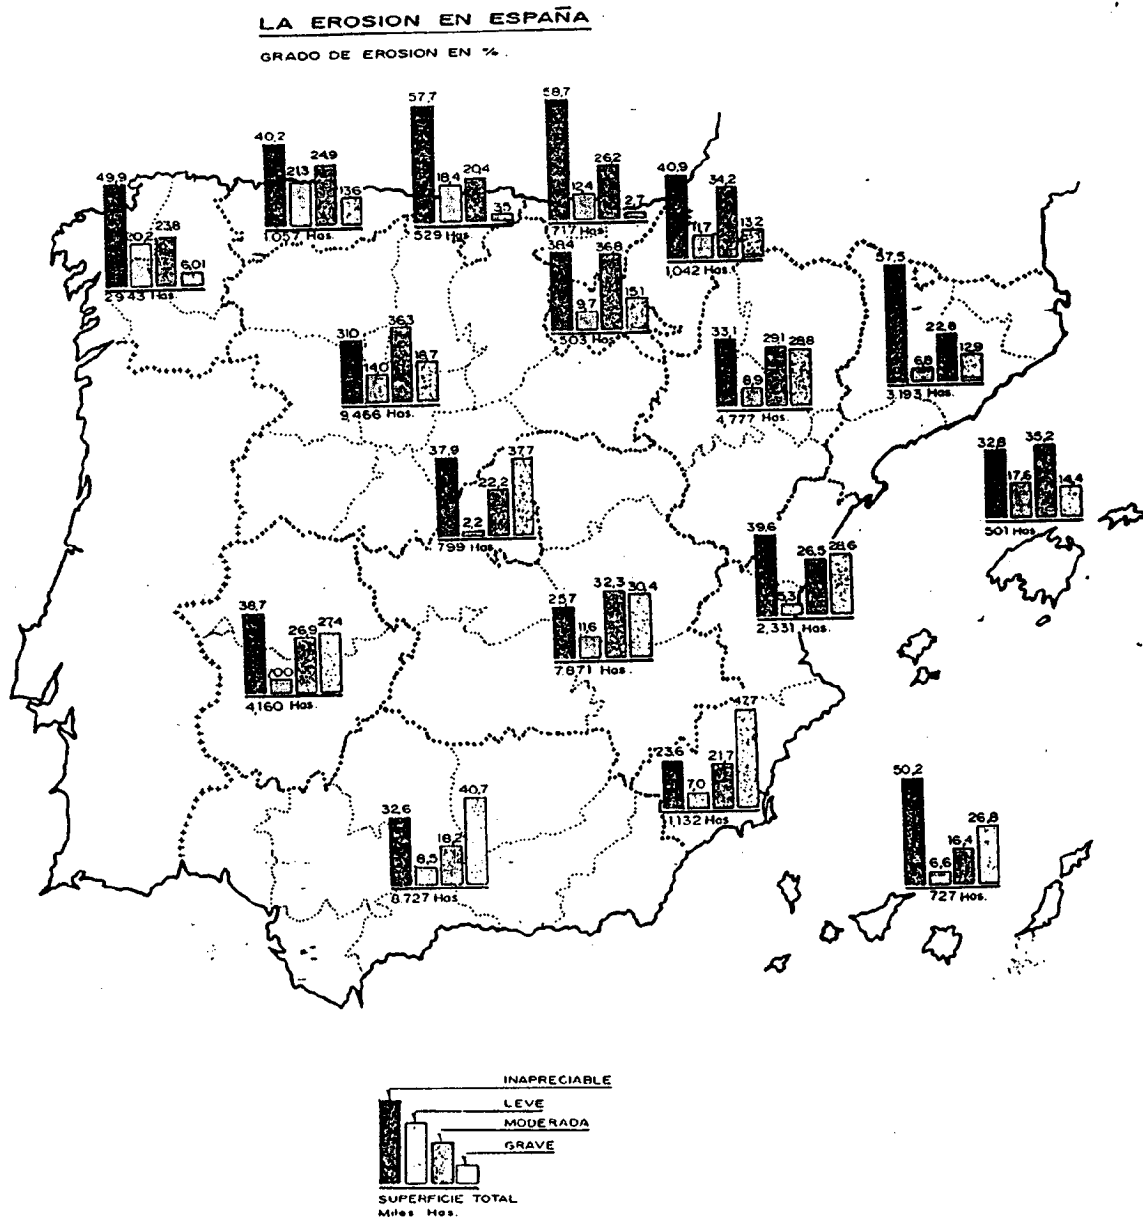 LA EROSION EN ESPAÑA
GRADO DE EROSION EN %.
40,2 21,3 24,9 13,6
1.057 Has.
57,7 18,4 20,4 3,5
529 Has.
58,7 12,4 26,2 2,7
717 Has.
49,9 20,2 23,8 6,01
2.943 Has.
40,9 11,7 34,2 13,2
1,042 Has.
38,4 9,7 36,8 15,1
503 Has.
57,5 6,8 22,8 12,9
3.193 Has.
31,0 14,0 36,3 18,7
9,466 Has.
33,1 8,9 29,1 28,8
4,777 Has.
37,9 2,2 22,2 37,7
799 Has
32,8 17,6 35,2 14,4
501 Has.
39,6 5,3 26,5 28,6
2,331 Has.
38,7 7,00 26,9 27,4
4,160 Has.
25,7 11,6 32,3 30,4
7.871 Has.
23,6 7,0 21,7 47,7
1,132 Has
32,6 8,5 18,2 40,7
8.727 Has.
50,2 6,6 16,4 26,8
727 Has.
INAPRECIABLE
LEVE
MODERADA
GRAVE
SUPERFICIE TOTAL
Miles Has.